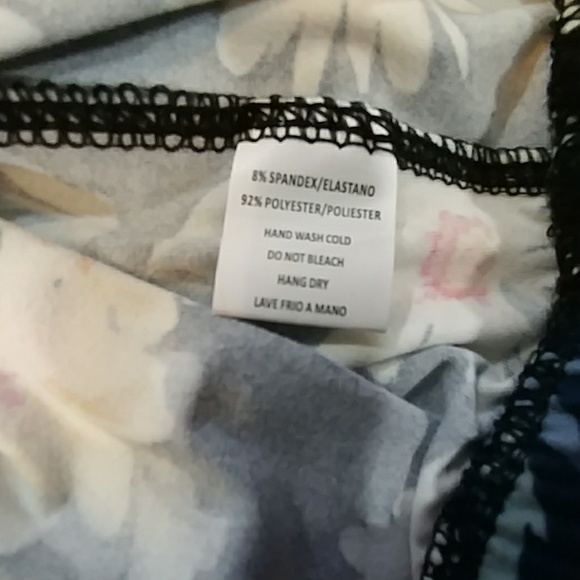 8% SPANDEX/ELASTANO
92% POLYESTER/POLIESTER
HAND WASH COLD
DO NOT BLEACH
HANG DRY
LAVE FRIO A MANO